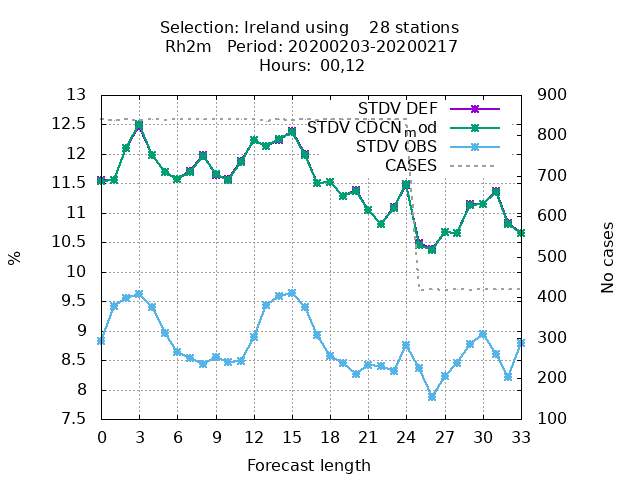 Selection: Ireland using    28 stations
Rh2m   Period: 20200203-20200217
Hours:  00,12
STDV DEF
STDV CDCN_mod
STDV OBS
CASES
13
12.5
12
11.5
11
10.5
10
9.5
9
8.5
8
7.5
%
900
800
700
600
500
400
300
200
100
No cases
0 3 6 9 12 15 18 21 24 27 30 33
Forecast length